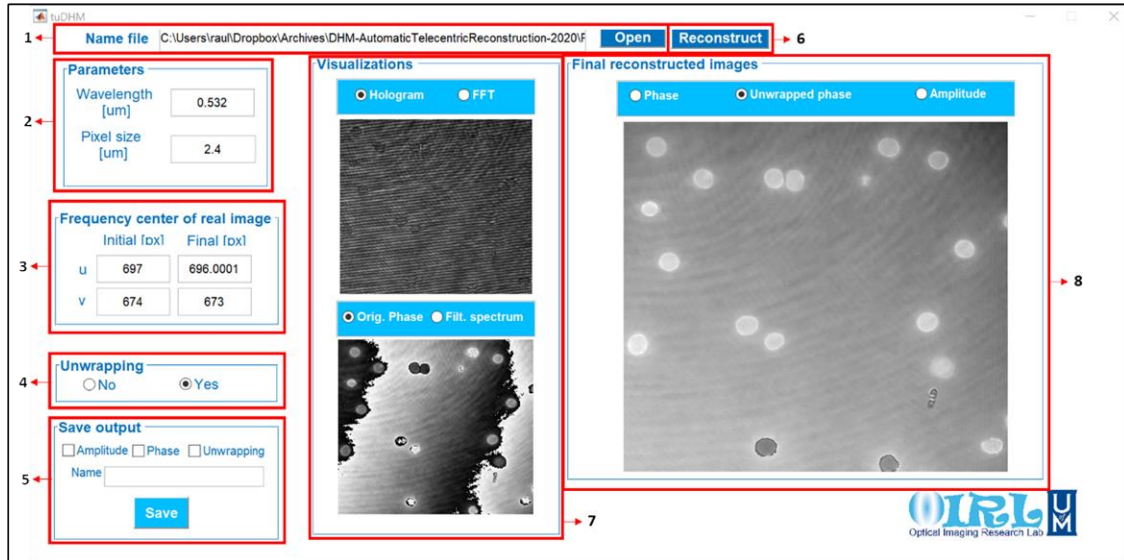 tuDHM
1 Name file C:\Users\raul\Dropbox\Archives\DHM-AutomaticTelecentricReconstruction-2020\F Open Reconstruct 6
Parameters
2
Wavelength
[um]
0.532
Pixel size
[um]
2.4
Frequency center of real image
3
Initial [px] Final [px]
u 697 696.0001
v 674 673
Unwrapping
4
No Yes
Save output
5
Amplitude Phase Unwrapping
Name
Save
Visualizations
Hologram FFT
Orig. Phase Filt. spectrum
7
Final reconstructed images
Phase Unwrapped phase Amplitude
8
OIRL
UM
Optical Imaging Research Lab